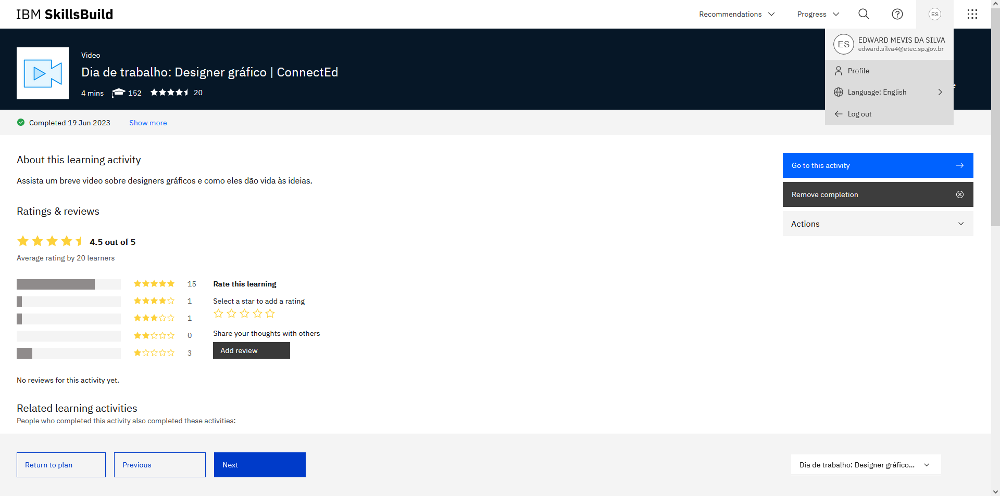 IBM SkillsBuild
Recommendations
Progress
ES
ES
EDWARD MEVIS DA SILVA
edward.silva4@etec.sp.gov.br
Profile
Language: English
Log out
Video
Dia de trabalho: Designer gráfico | ConnectEd
4 mins 152 20
e
Completed 19 Jun 2023 Show more
About this learning activity
Assista um breve video sobre designers gráficos e como eles dão vida às ideias.
Go to this activity
Remove completion
Actions
Ratings & reviews
4.5 out of 5
Average rating by 20 learners
15
1
1
0
3
Rate this learning
Select a star to add a rating
Share your thoughts with others
Add review
No reviews for this activity yet.
Related learning activities
People who completed this activity also completed these activities:
Return to plan
Previous
Next
Dia de trabalho: Designer gráfico...